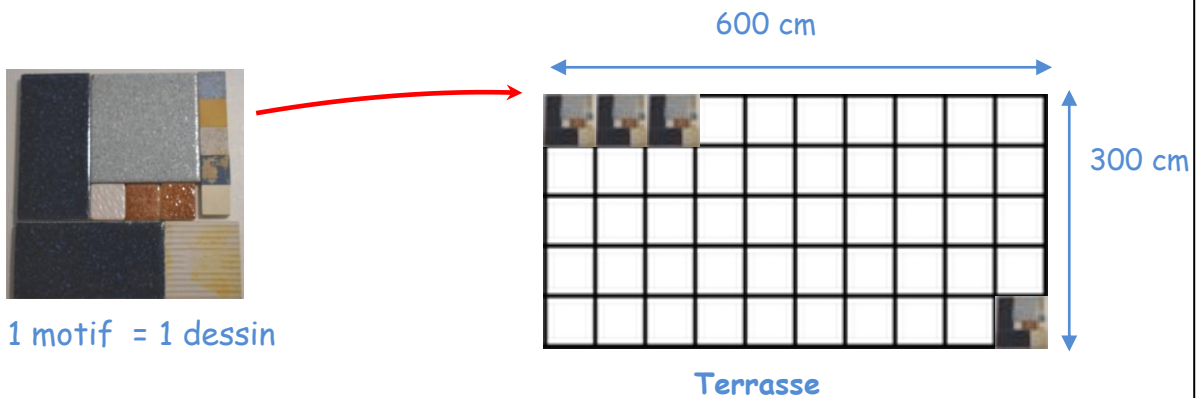 600 cm
300 cm
1 motif = 1 dessin
Terrasse